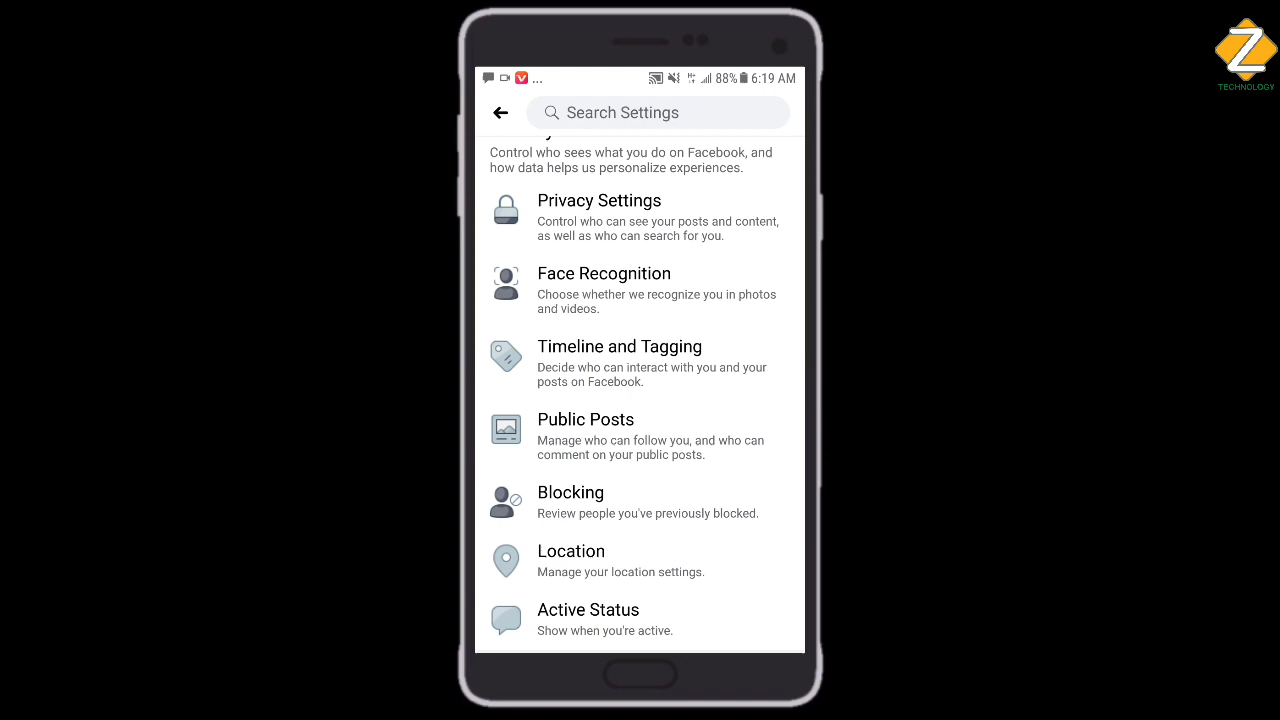 Z
TECHNOLOGY
... 88% 6:19 AM
Search Settings
Control who sees what you do on Facebook, and
how data helps us personalize experiences.
Privacy Settings
Control who can see your posts and content,
as well as who can search for you.
Face Recognition
Choose whether we recognize you in photos
and videos.
Timeline and Tagging
Decide who can interact with you and your
posts on Facebook.
Public Posts
Manage who can follow you, and who can
comment on your public posts.
Blocking
Review people you've previously blocked.
Location
Manage your location settings.
Active Status
Show when you're active.